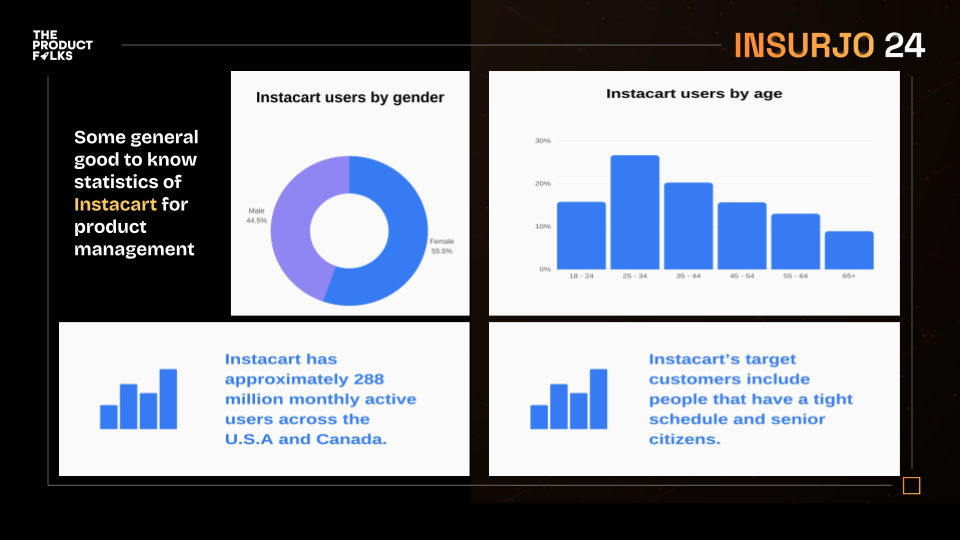 THE
PRODUCT
FOLKS
INSURJO 24
Some general
good to know
statistics of
Instacart for
product
management
Instacart users by gender
Male
44.5%
Female
55.5%
Instacart users by age
30%
20%
10%
0%
18 - 24
25 - 34
35 - 44
45 - 54
55 - 64
65+
Instacart has
approximately 288
million monthly active
users across the
U.S.A and Canada.
Instacart’s target
customers include
people that have a tight
schedule and senior
citizens.